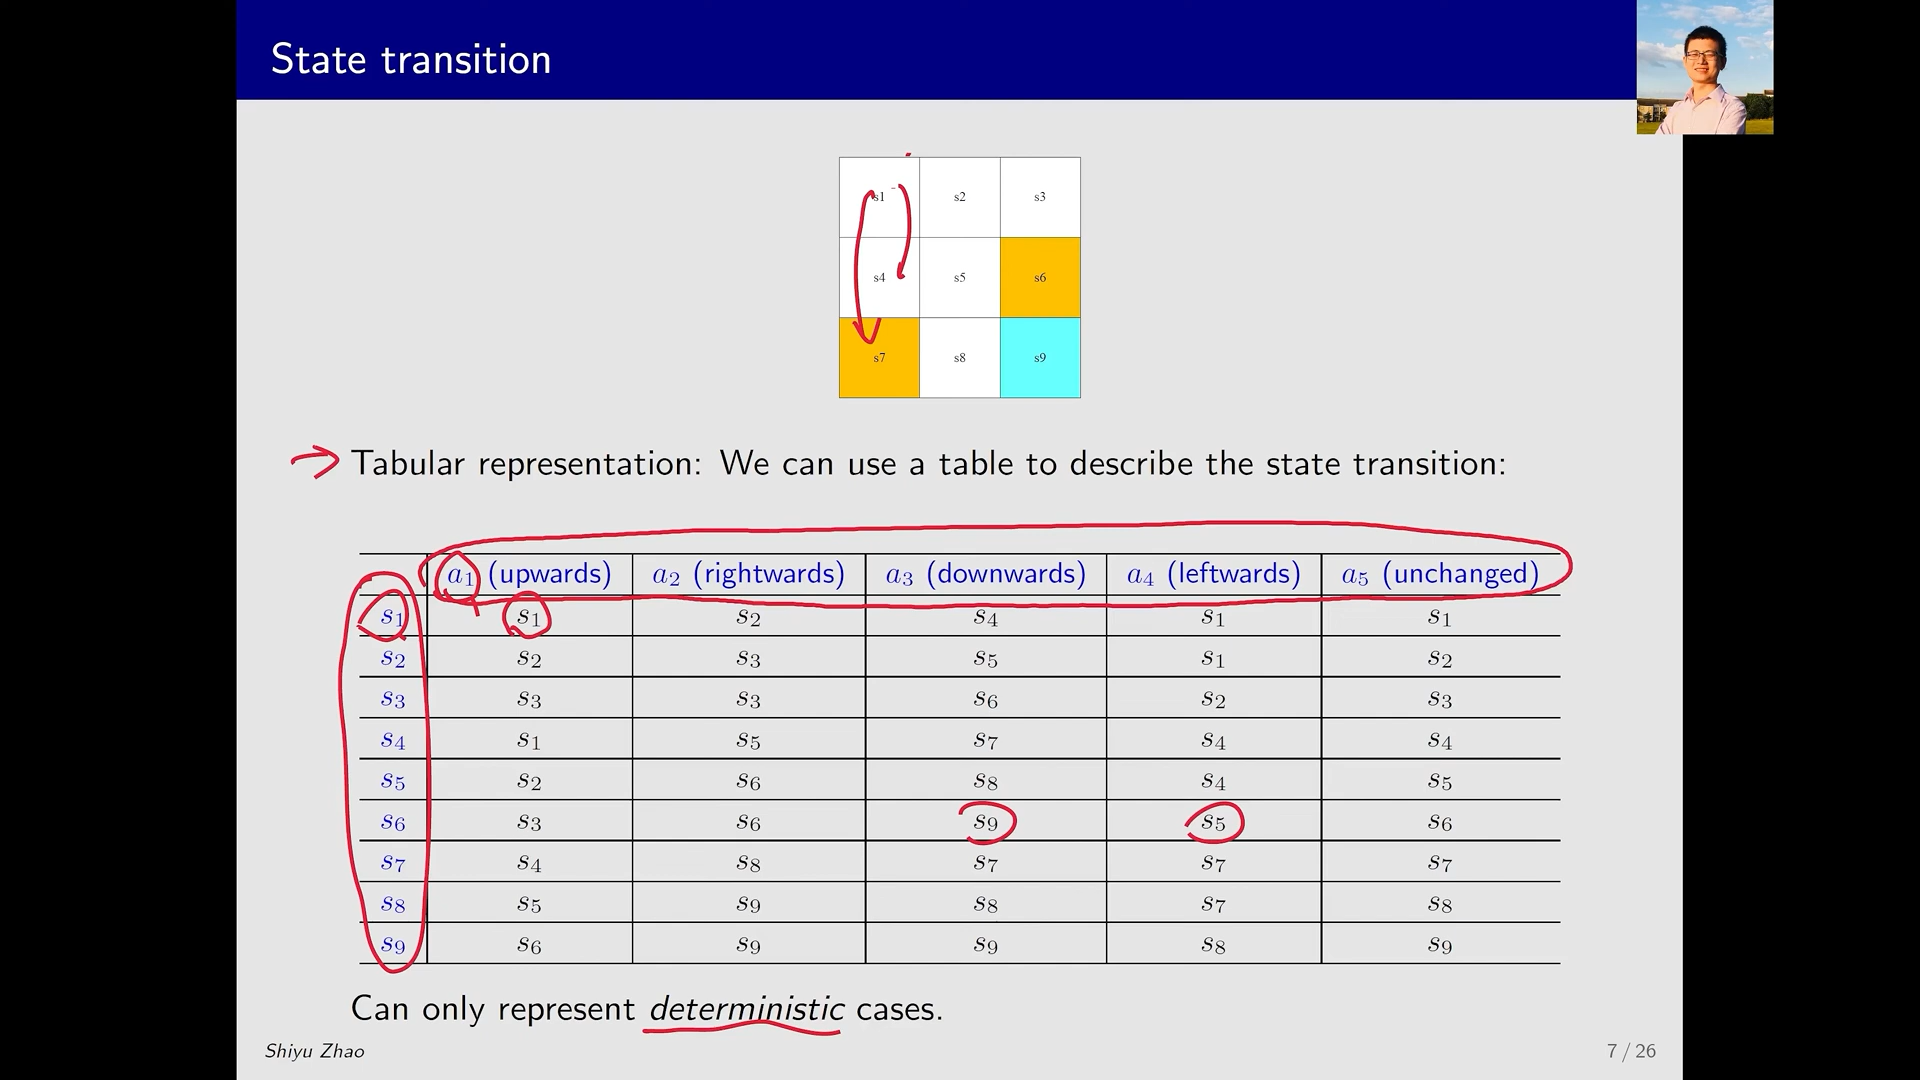 State transition
s1 s2 s3
s4 s5 s6
s7 s8 s9
Tabular representation: We can use a table to describe the state transition:
a1 (upwards) a2 (rightwards) a3 (downwards) a4 (leftwards) a5 (unchanged)
s1 s1 s2 s4 s1 s1
s2 s2 s3 s5 s1 s2
s3 s3 s3 s6 s2 s3
s4 s1 s5 s7 s4 s4
s5 s2 s6 s8 s4 s5
s6 s3 s6 s9 s5 s6
s7 s4 s8 s7 s7 s7
s8 s5 s9 s8 s7 s8
s9 s6 s9 s9 s8 s9
Can only represent deterministic cases.
Shiyu Zhao 7 / 26